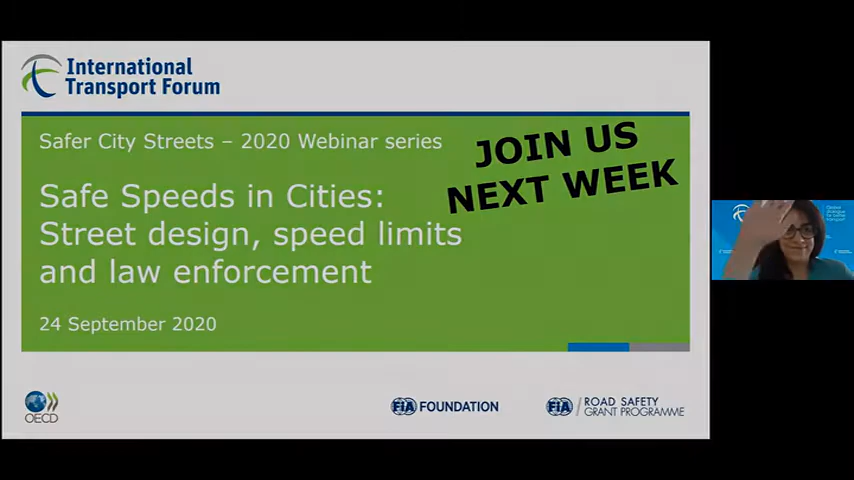 International
Transport Forum
Safer City Streets – 2020 Webinar series
JOIN US
NEXT WEEK
Safe Speeds in Cities:
Street design, speed limits
and law enforcement
24 September 2020
OECD
FIA FOUNDATION
FIA ROAD SAFETY
GRANT PROGRAMME